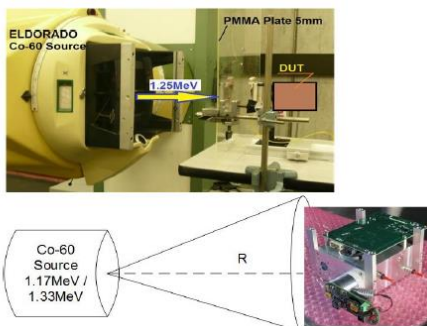 ELDORADO
Co-60 Source
PMMA Plate 5mm
1.25MeV
DUT
Co-60
Source
1.17MeV /
1.33MeV
R